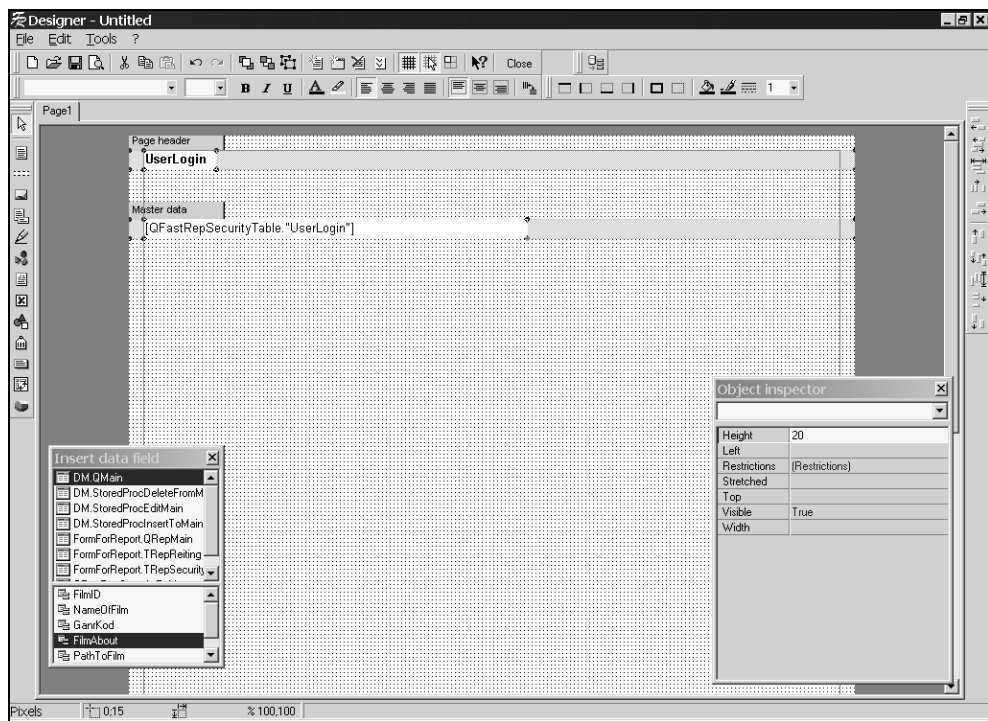 Designer - Untitled
File Edit Tools ?
Close
B I U A 1
Page1
Page header
UserLogin
Master data
[QFastRepSecurityTable."UserLogin"]
Object inspector
Height 20
Left
Restrictions (Restrictions)
Stretched
Top
Visible True
Width
Insert data field
DM.QMain
DM.StoredProcDeleteFromM
DM.StoredProcEditMain
DM.StoredProcInsertToMain
FormForReport.QRepMain
FormForReport.TRepReiting
FormForReport.TRepSecurity
FilmID
NameOfFilm
GanrKod
FilmAbout
PathToFilm
Pixels 0;15 % 100,100